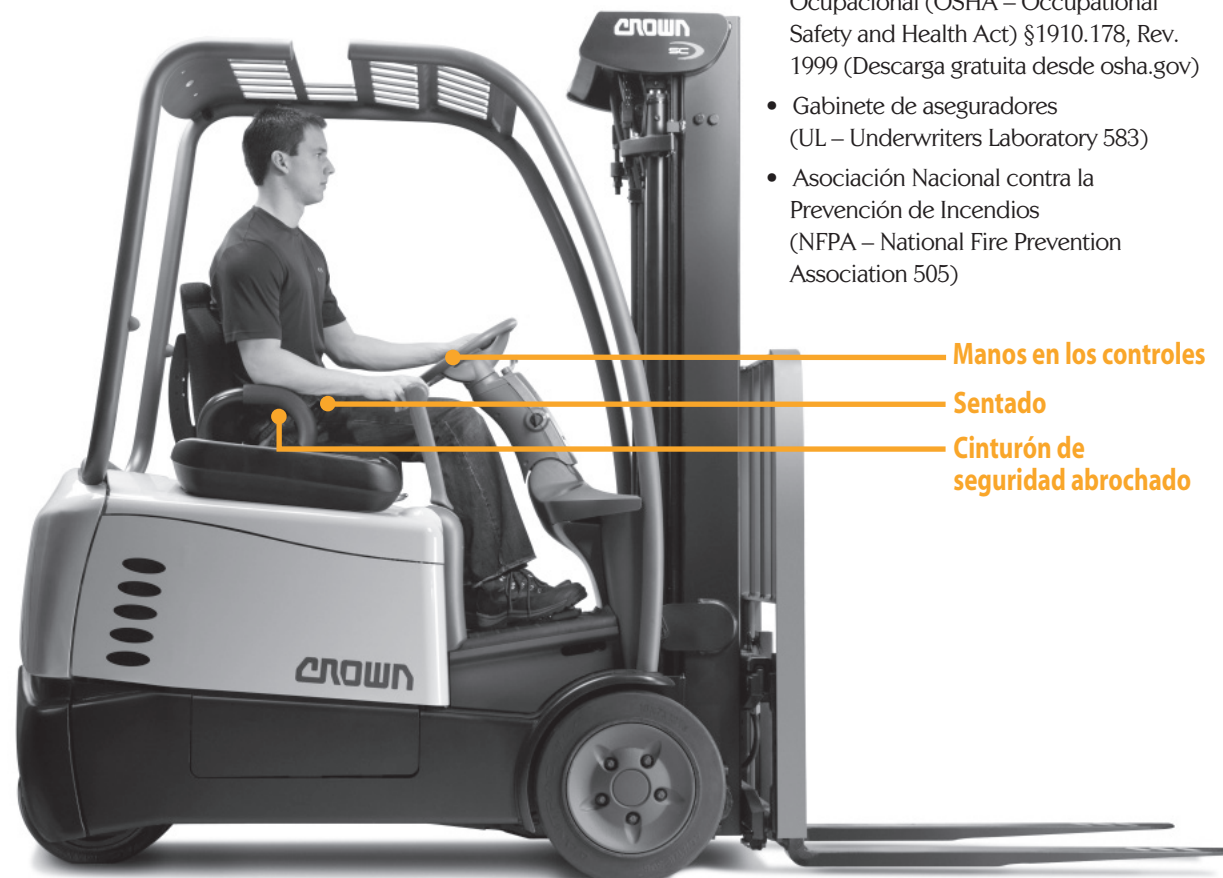 Ocupacional (OSHA – Occupational
Safety and Health Act) §1910.178, Rev.
1999 (Descarga gratuita desde osha.gov)
• Gabinete de aseguradores
(UL – Underwriters Laboratory 583)
• Asociación Nacional contra la
Prevención de Incendios
(NFPA – National Fire Prevention
Association 505)
CROWN
SC
Manos en los controles
Sentado
Cinturón de
seguridad abrochado
CROWN